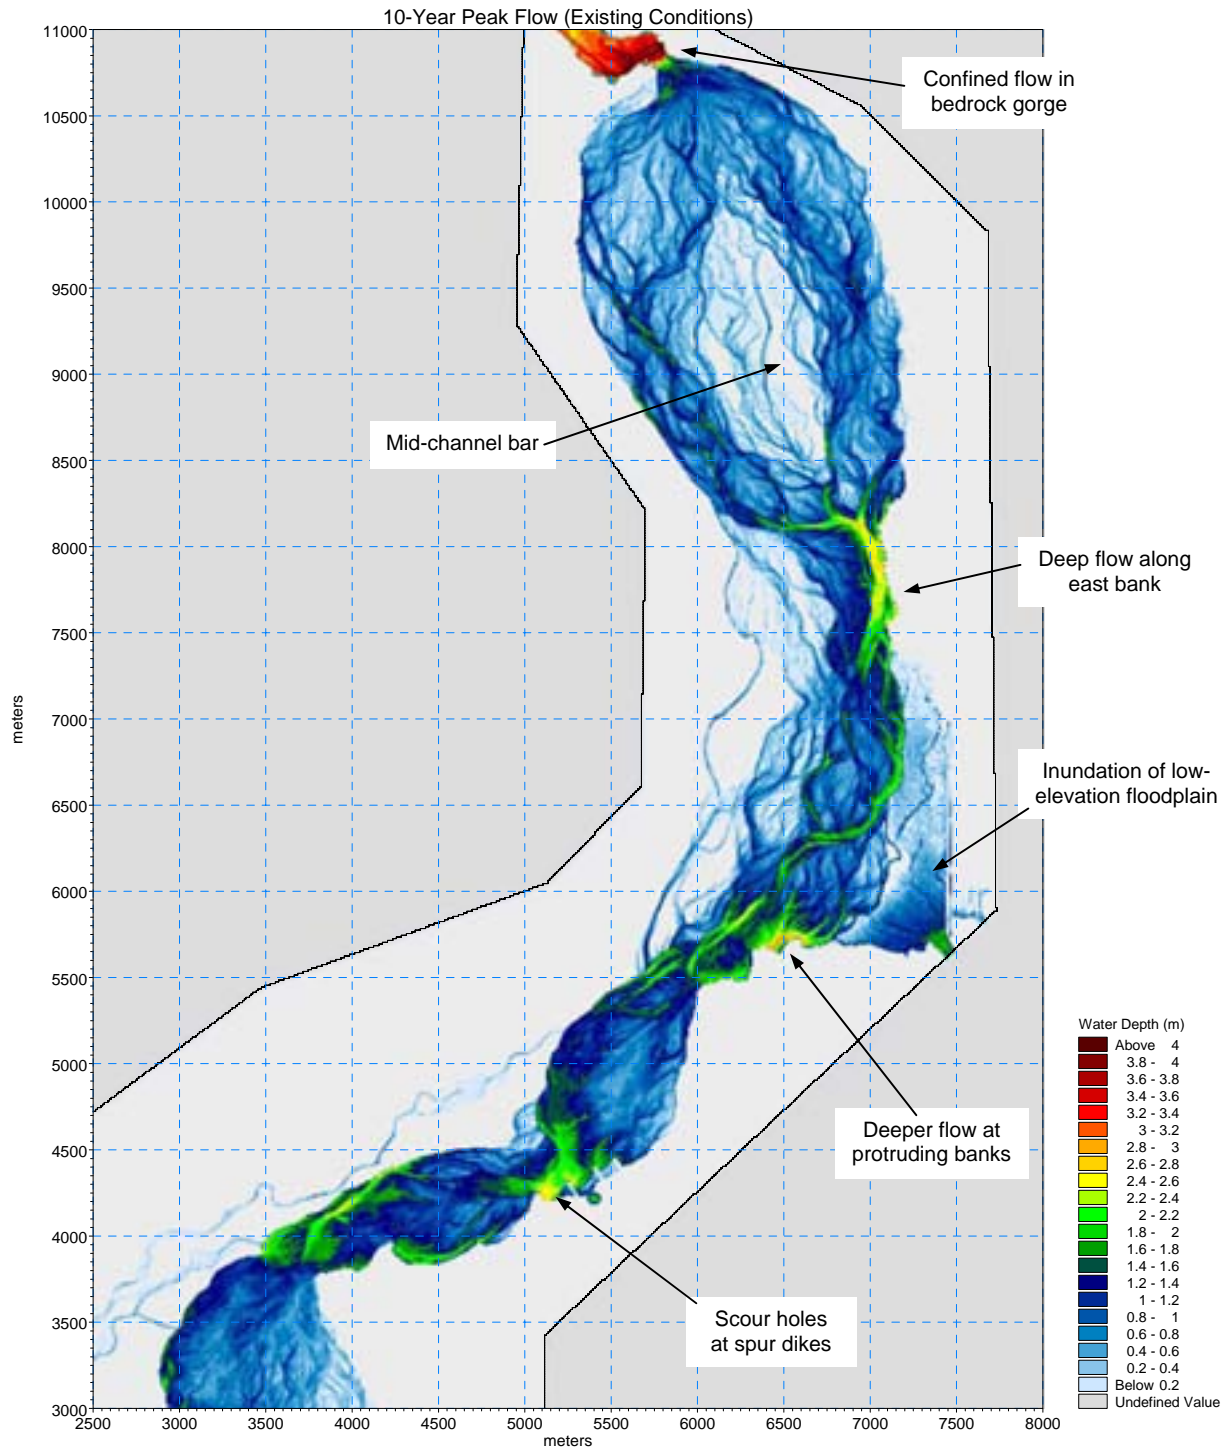 10-Year Peak Flow (Existing Conditions)
11000
10500
10000
9500
9000
8500
8000
7500
7000
6500
6000
5500
5000
4500
4000
3500
3000
meters
2500 3000 3500 4000 4500 5000 5500 6000 6500 7000 7500 8000
meters
Confined flow in
bedrock gorge
Mid-channel bar
Deep flow along
east bank
Inundation of low-
elevation floodplain
Deeper flow at
protruding banks
Scour holes
at spur dikes
Water Depth (m)
Above 4
3.8 - 4
3.6 - 3.8
3.4 - 3.6
3.2 - 3.4
3 - 3.2
2.8 - 3
2.6 - 2.8
2.4 - 2.6
2.2 - 2.4
2 - 2.2
1.8 - 2
1.6 - 1.8
1.4 - 1.6
1.2 - 1.4
1 - 1.2
0.8 - 1
0.6 - 0.8
0.4 - 0.6
0.2 - 0.4
Below 0.2
Undefined Value